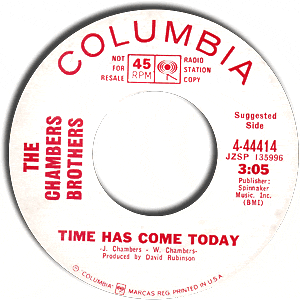 COLUMBIA
NOT
FOR
RESALE
45
RPM
RADIO
STATION
COPY
Suggested
Side
4-44414
JZSP 135996
3:05
Publisher:
Spinnaker
Music, Inc.
(BMI)
THE
CHAMBERS
BROTHERS
TIME HAS COME TODAY
-J. Chambers - W. Chambers-
Produced by David Rubinson
© "COLUMBIA" MARCAS REG. PRINTED IN U.S.A.